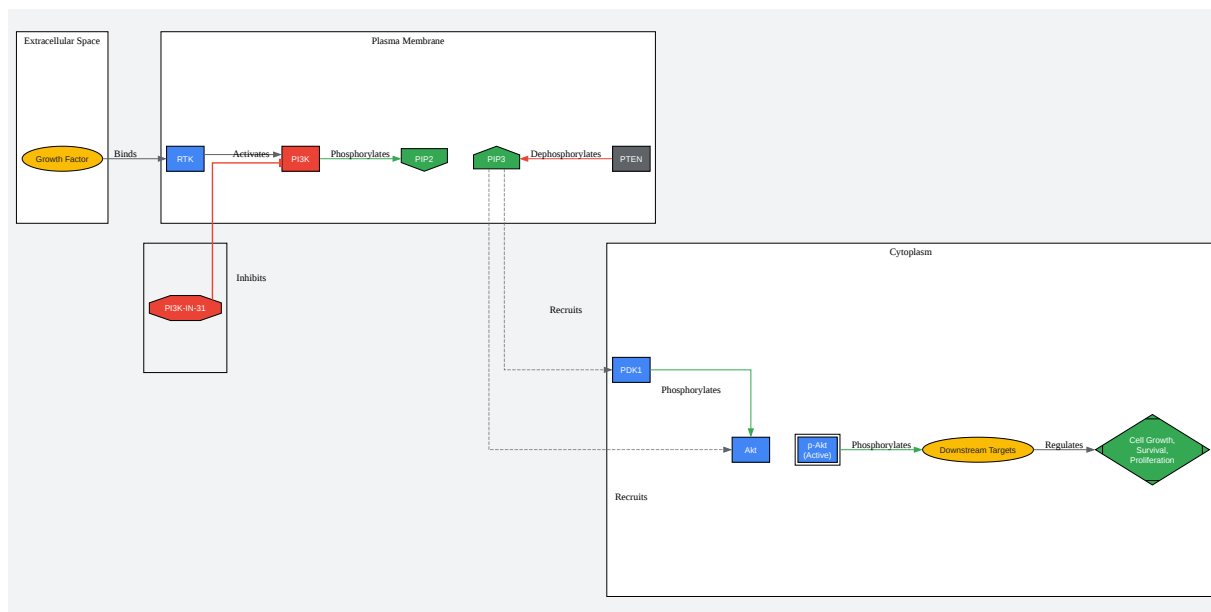 Extracellular Space
Plasma Membrane
Growth Factor
Binds
RTK
Activates
PI3K
Phosphorylates
PIP2
PIP3
Dephosphorylates
PTEN
Inhibits
PI3K-IN-31
Cytoplasm
Recruits
PDK1
Phosphorylates
Akt
p-Akt
(Active)
Phosphorylates
Downstream Targets
Regulates
Cell Growth,
Survival,
Proliferation
Recruits